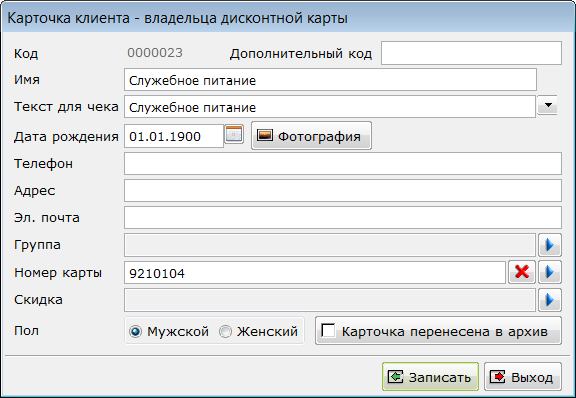 Карточка клиента - владельца дисконтной карты
Код 0000023 Дополнительный код
Имя Служебное питание
Текст для чека Служебное питание
Дата рождения 01.01.1900 Фотография
Телефон
Адрес
Эл. почта
Группа
Номер карты 9210104
Скидка
Пол Мужской Женский Карточка перенесена в архив
Записать Выход